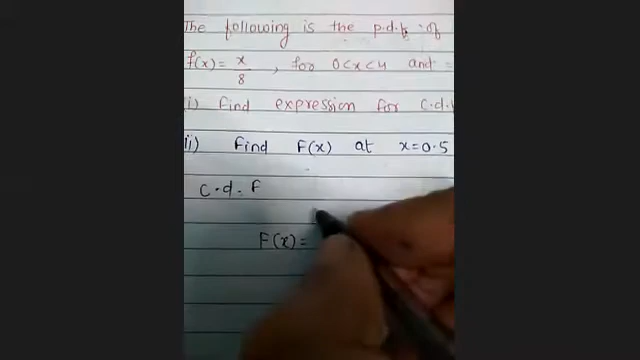 The following is the p.d.f of
f(x) = x/8 , for 0<x<4 and =
(i) Find expression for c.d.
ii) Find F(x) at x=0.5
C.d.F
F(x)=